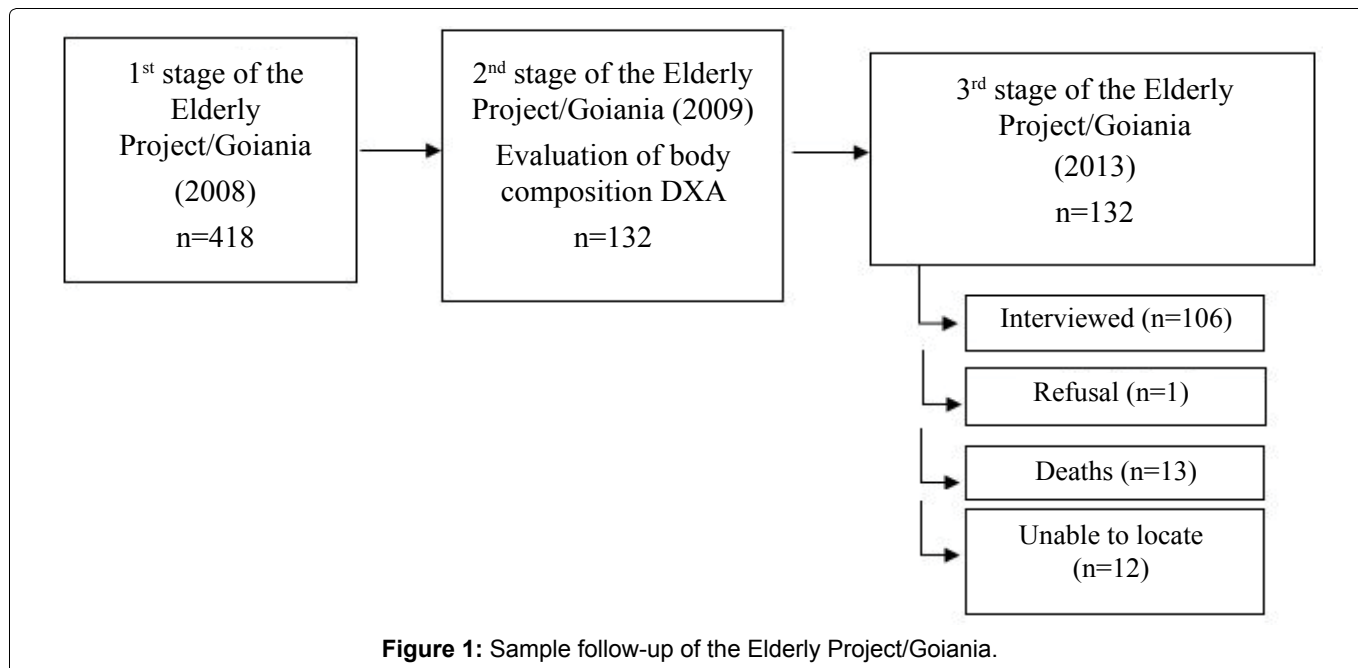 1st stage of the
Elderly
Project/Goiania
(2008)
n=418
2nd stage of the Elderly
Project/Goiania (2009)
Evaluation of body
composition DXA
n=132
3rd stage of the Elderly
Project/Goiania
(2013)
n=132
Interviewed (n=106)
Refusal (n=1)
Deaths (n=13)
Unable to locate
(n=12)
Figure 1: Sample follow-up of the Elderly Project/Goiania.